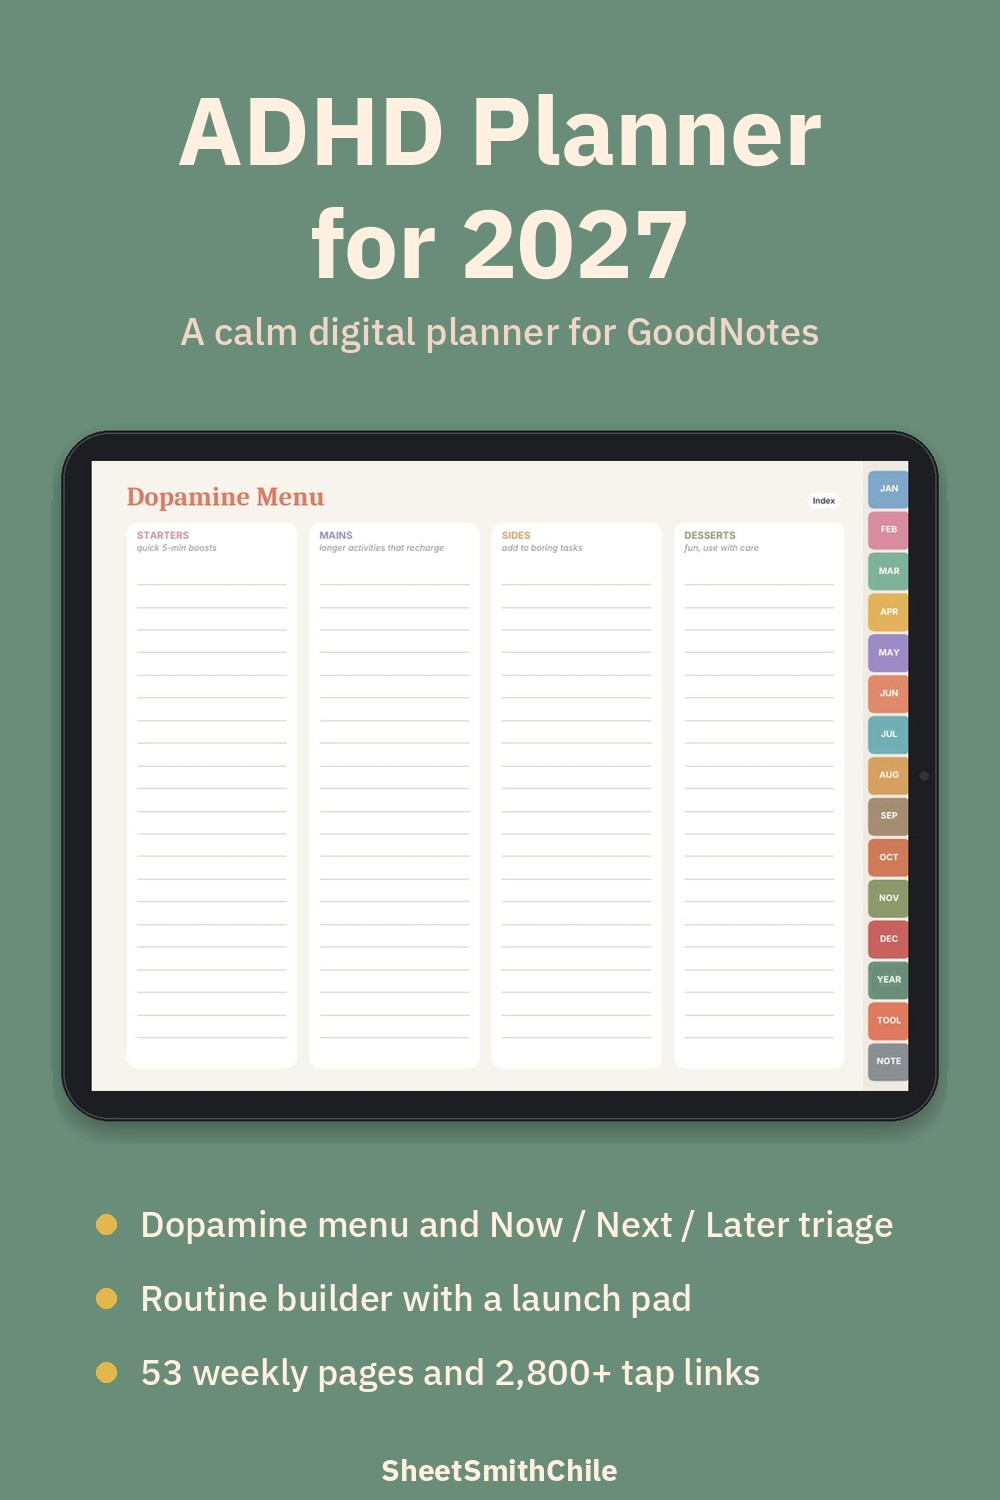 ADHD Planner
for 2027
A calm digital planner for GoodNotes
Dopamine Menu
Index
STARTERS
quick 5-min boosts
MAINS
longer activities that recharge
SIDES
add to boring tasks
DESSERTS
fun, use with care
JAN
FEB
MAR
APR
MAY
JUN
JUL
AUG
SEP
OCT
NOV
DEC
YEAR
TOOL
NOTE
Dopamine menu and Now / Next / Later triage
Routine builder with a launch pad
53 weekly pages and 2,800+ tap links
SheetSmithChile